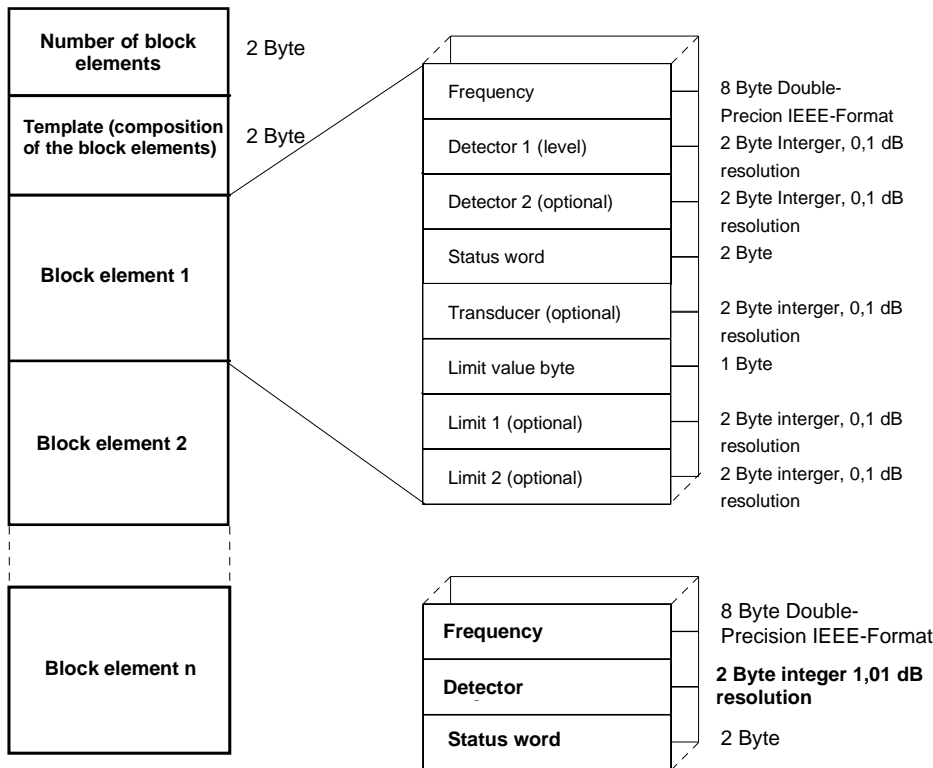 Number of block
elements
2 Byte
Template (composition
of the block elements)
2 Byte
Block element 1
Block element 2
Block element n
Frequency
8 Byte Double-
Precion IEEE-Format
Detector 1 (level)
2 Byte Interger, 0,1 dB
resolution
Detector 2 (optional)
2 Byte Interger, 0,1 dB
resolution
Status word
2 Byte
Transducer (optional)
2 Byte interger, 0,1 dB
resolution
Limit value byte
1 Byte
Limit 1 (optional)
2 Byte interger, 0,1 dB
resolution
Limit 2 (optional)
2 Byte interger, 0,1 dB
resolution
Frequency
8 Byte Double-
Precision IEEE-Format
Detector
2 Byte integer 1,01 dB
resolution
Status word
2 Byte